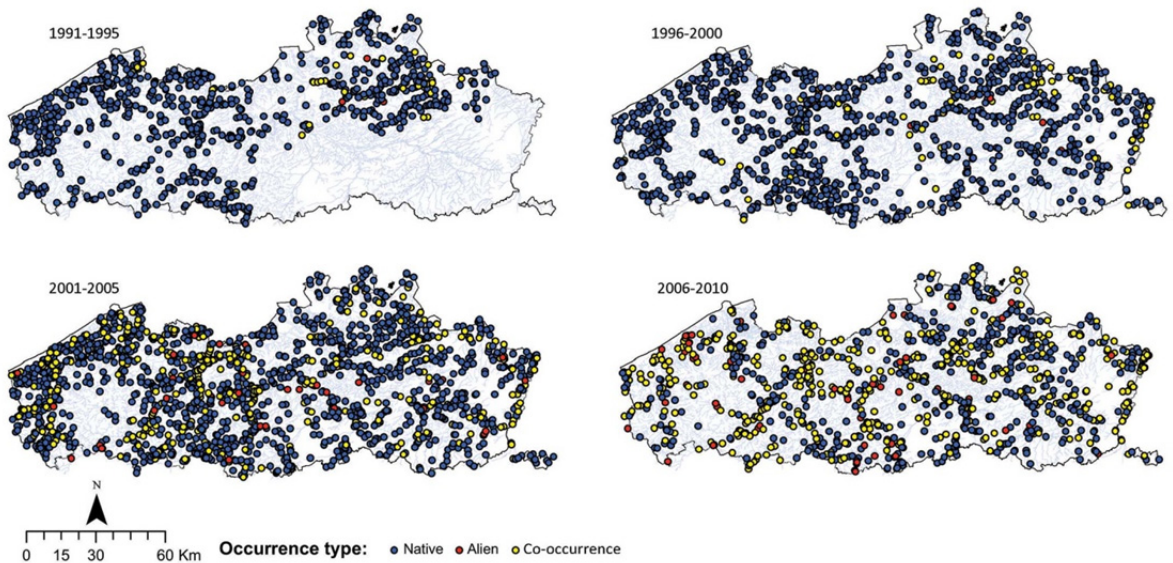 1991-1995
1996-2000
2001-2005
2006-2010
N
0 15 30 60 Km
Occurrence type: Native Alien Co-occurrence